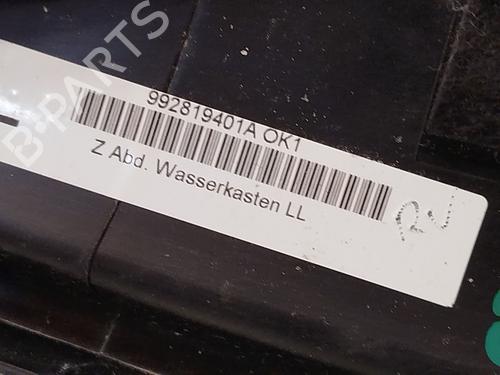 B-PARTS
992819401A OK1
Z Abd. Wasserkasten LL